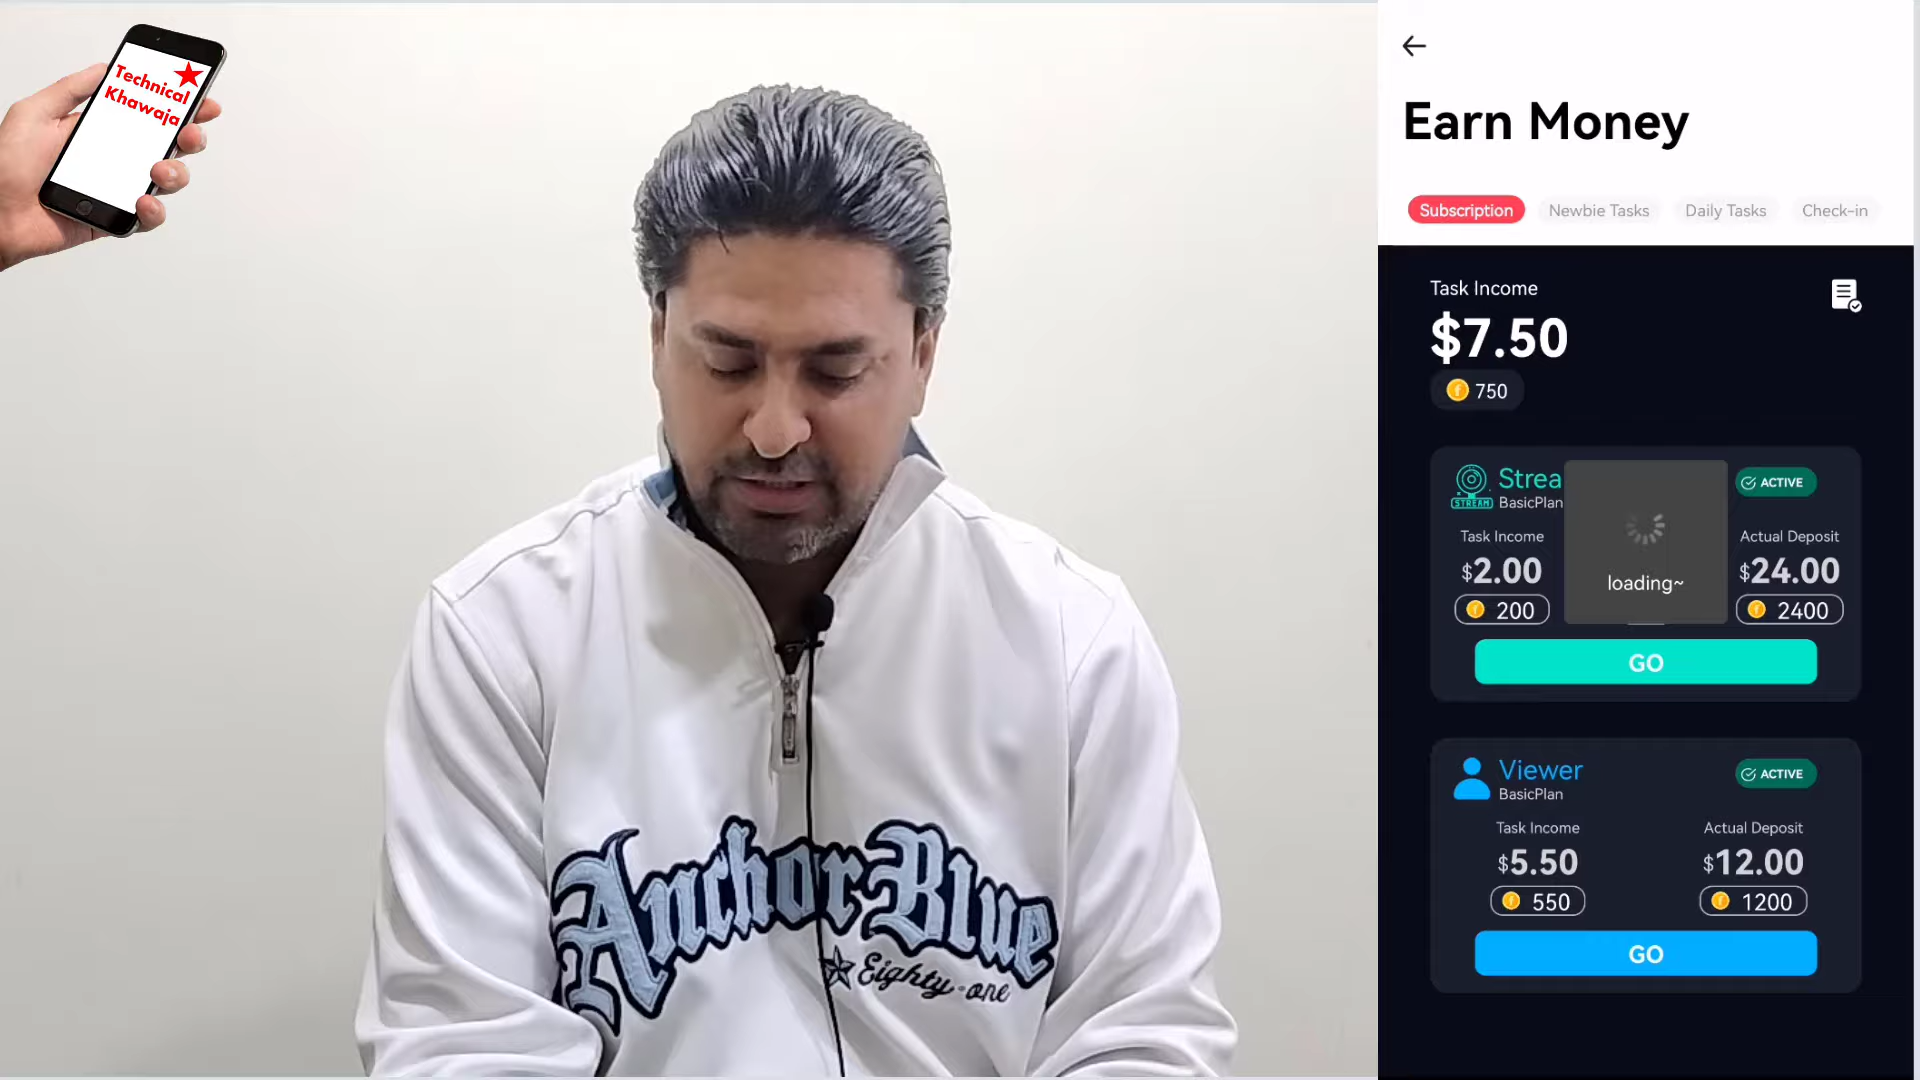 Technical
Khawaja
Anchor Blue
Eighty-one
Earn Money
Subscription
Newbie Tasks
Daily Tasks
Check-in
Task Income
$7.50
750
Strea
BasicPlan
STREAM
ACTIVE
Task Income
Actual Deposit
$2.00
$24.00
loading~
200
2400
GO
Viewer
BasicPlan
ACTIVE
Task Income
Actual Deposit
$5.50
$12.00
550
1200
GO